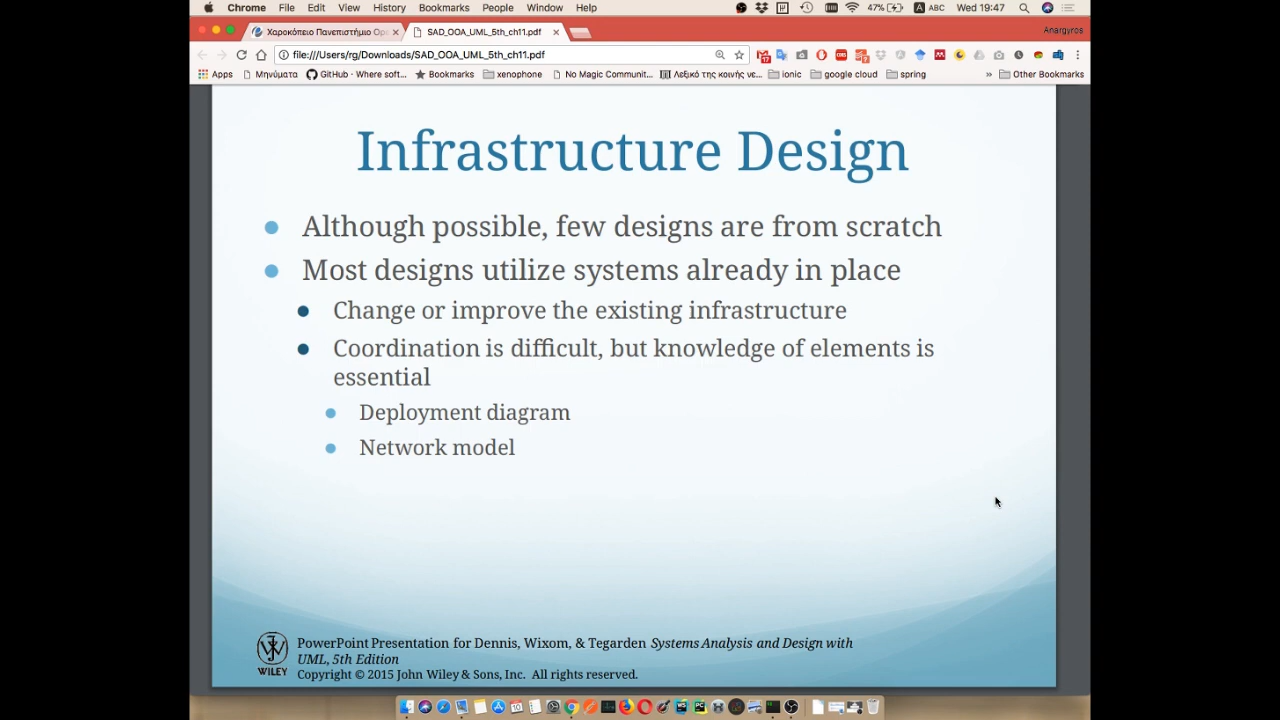 Chrome File Edit View History Bookmarks People Window Help 47% ABC Wed 19:47
Χαροκόπειο Πανεπιστήμιο SAD_OOA_UML_5th_ch11.pdf Anargyros
file:///Users/rg/Downloads/SAD_OOA_UML_5th_ch11.pdf
Apps Μηνύματα GitHub · Where soft... Bookmarks xenophone No Magic Communit... Λεξικό της κοινής νε... ionic google cloud spring » Other Bookmarks
Infrastructure Design
Although possible, few designs are from scratch
Most designs utilize systems already in place
Change or improve the existing infrastructure
Coordination is difficult, but knowledge of elements is
essential
Deployment diagram
Network model
PowerPoint Presentation for Dennis, Wixom, & Tegarden Systems Analysis and Design with
UML, 5th Edition
WILEY
Copyright © 2015 John Wiley & Sons, Inc. All rights reserved.